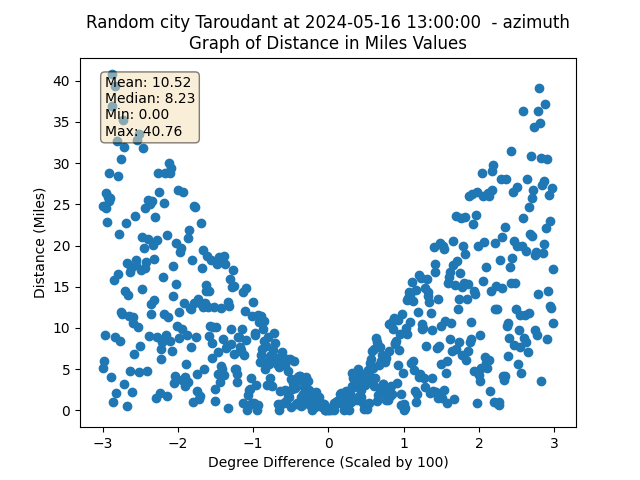 Random city Taroudant at 2024-05-16 13:00:00  - azimuth
Graph of Distance in Miles Values
Mean: 10.52
Median: 8.23
Min: 0.00
Max: 40.76
Distance (Miles)
40
35
30
25
20
15
10
5
0
−3
−2
−1
0
1
2
3
Degree Difference (Scaled by 100)